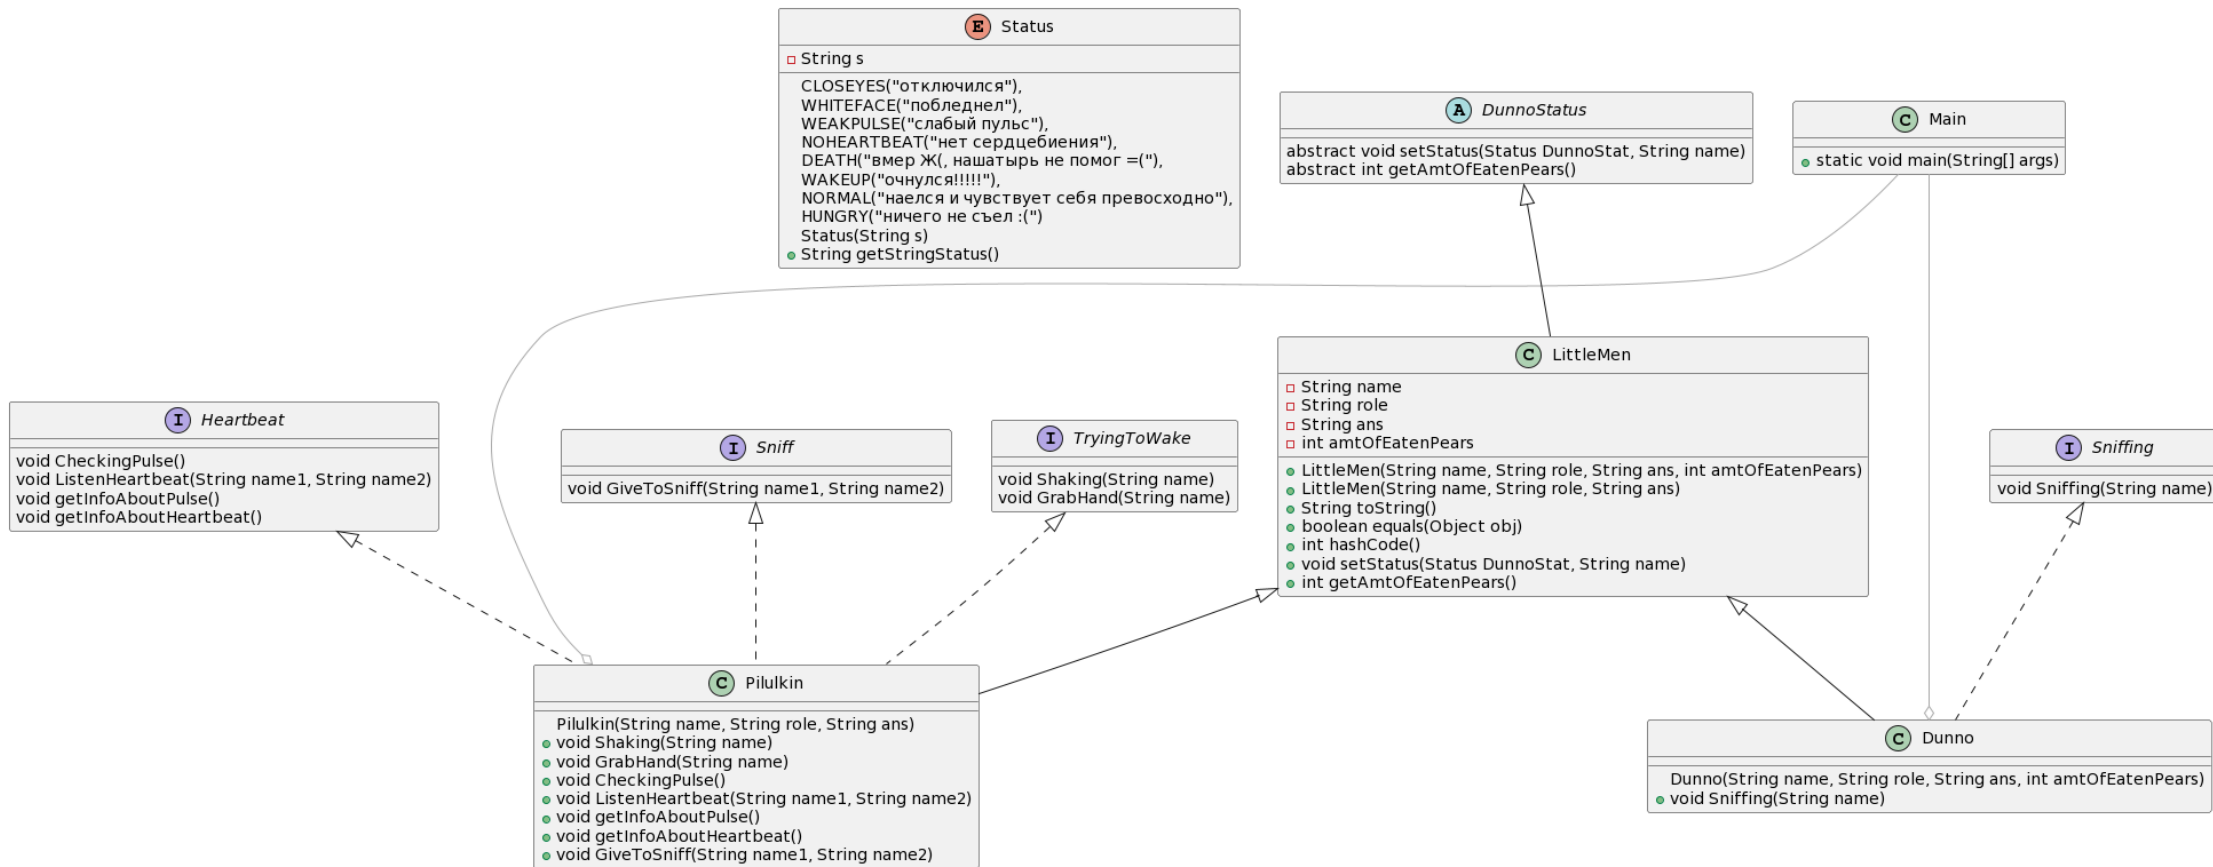 E Status
String s
CLOSEYES("отключился"),
WHITEFACE("побледнел"),
WEAKPULSE("слабый пульс"),
NOHEARTBEAT("нет сердцебиения"),
DEATH("вмер Ж(, нашатырь не помог =("),
WAKEUP("очнулся!!!!!"),
NORMAL("наелся и чувствует себя превосходно"),
HUNGRY("ничего не съел :(")
Status(String s)
String getStringStatus()
A DunnoStatus
abstract void setStatus(Status DunnoStat, String name)
abstract int getAmtOfEatenPears()
C Main
static void main(String[] args)
I Heartbeat
void CheckingPulse()
void ListenHeartbeat(String name1, String name2)
void getInfoAboutPulse()
void getInfoAboutHeartbeat()
I Sniff
void GiveToSniff(String name1, String name2)
I TryingToWake
void Shaking(String name)
void GrabHand(String name)
C LittleMen
String name
String role
String ans
int amtOfEatenPears
LittleMen(String name, String role, String ans, int amtOfEatenPears)
LittleMen(String name, String role, String ans)
String toString()
boolean equals(Object obj)
int hashCode()
void setStatus(Status DunnoStat, String name)
int getAmtOfEatenPears()
I Sniffing
void Sniffing(String name)
C Pilulkin
Pilulkin(String name, String role, String ans)
void Shaking(String name)
void GrabHand(String name)
void CheckingPulse()
void ListenHeartbeat(String name1, String name2)
void getInfoAboutPulse()
void getInfoAboutHeartbeat()
void GiveToSniff(String name1, String name2)
C Dunno
Dunno(String name, String role, String ans, int amtOfEatenPears)
void Sniffing(String name)